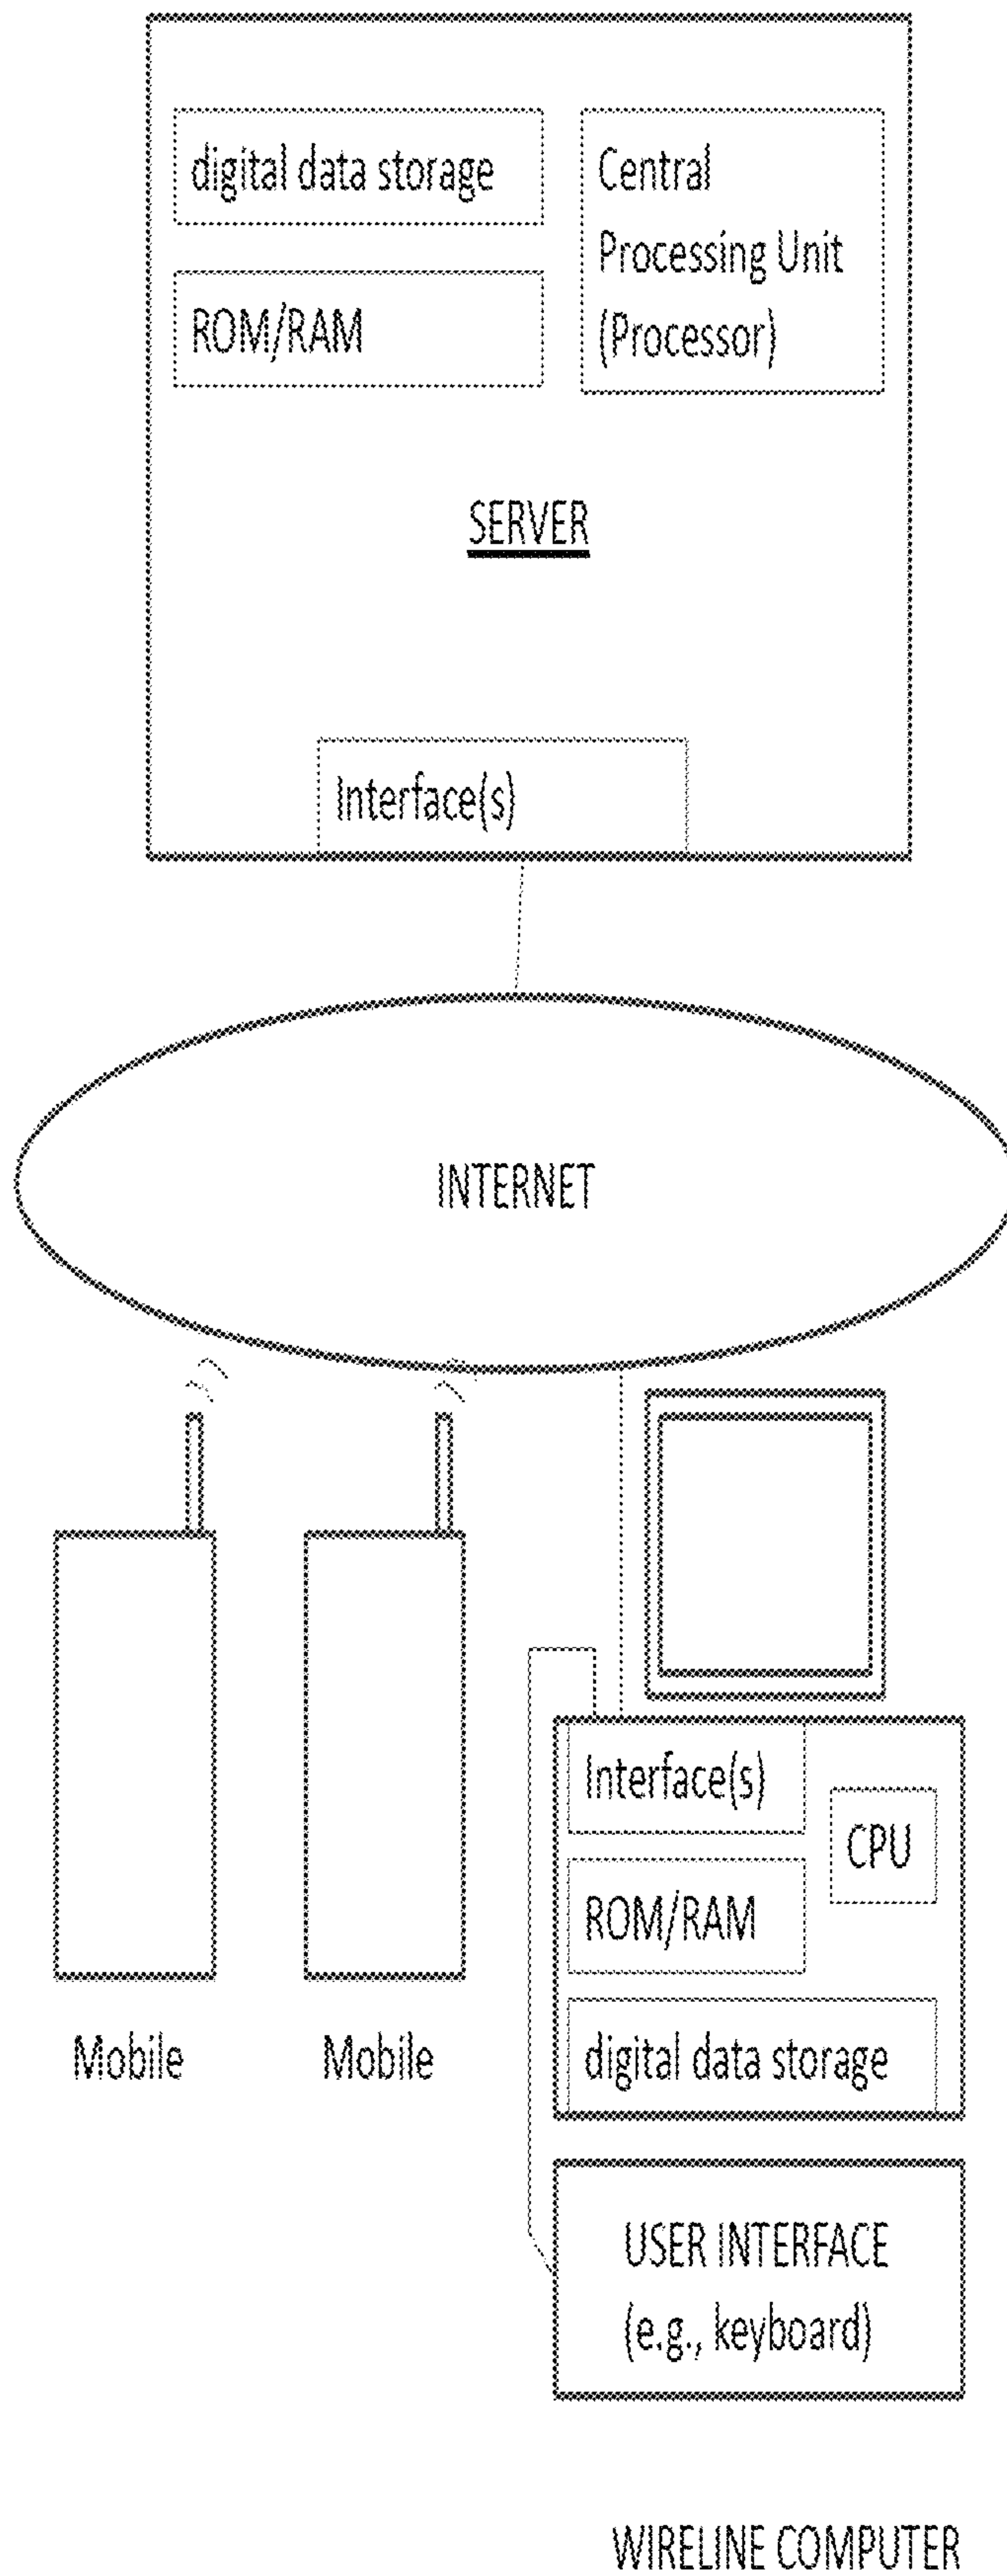 digital data storage
Central
Processing Unit
(Processor)
ROM/RAM
SERVER
Interface(s)
INTERNET
Interface(s)
CPU
ROM/RAM
digital data storage
Mobile
Mobile
USER INTERFACE
(e.g., keyboard)
WIRELINE COMPUTER